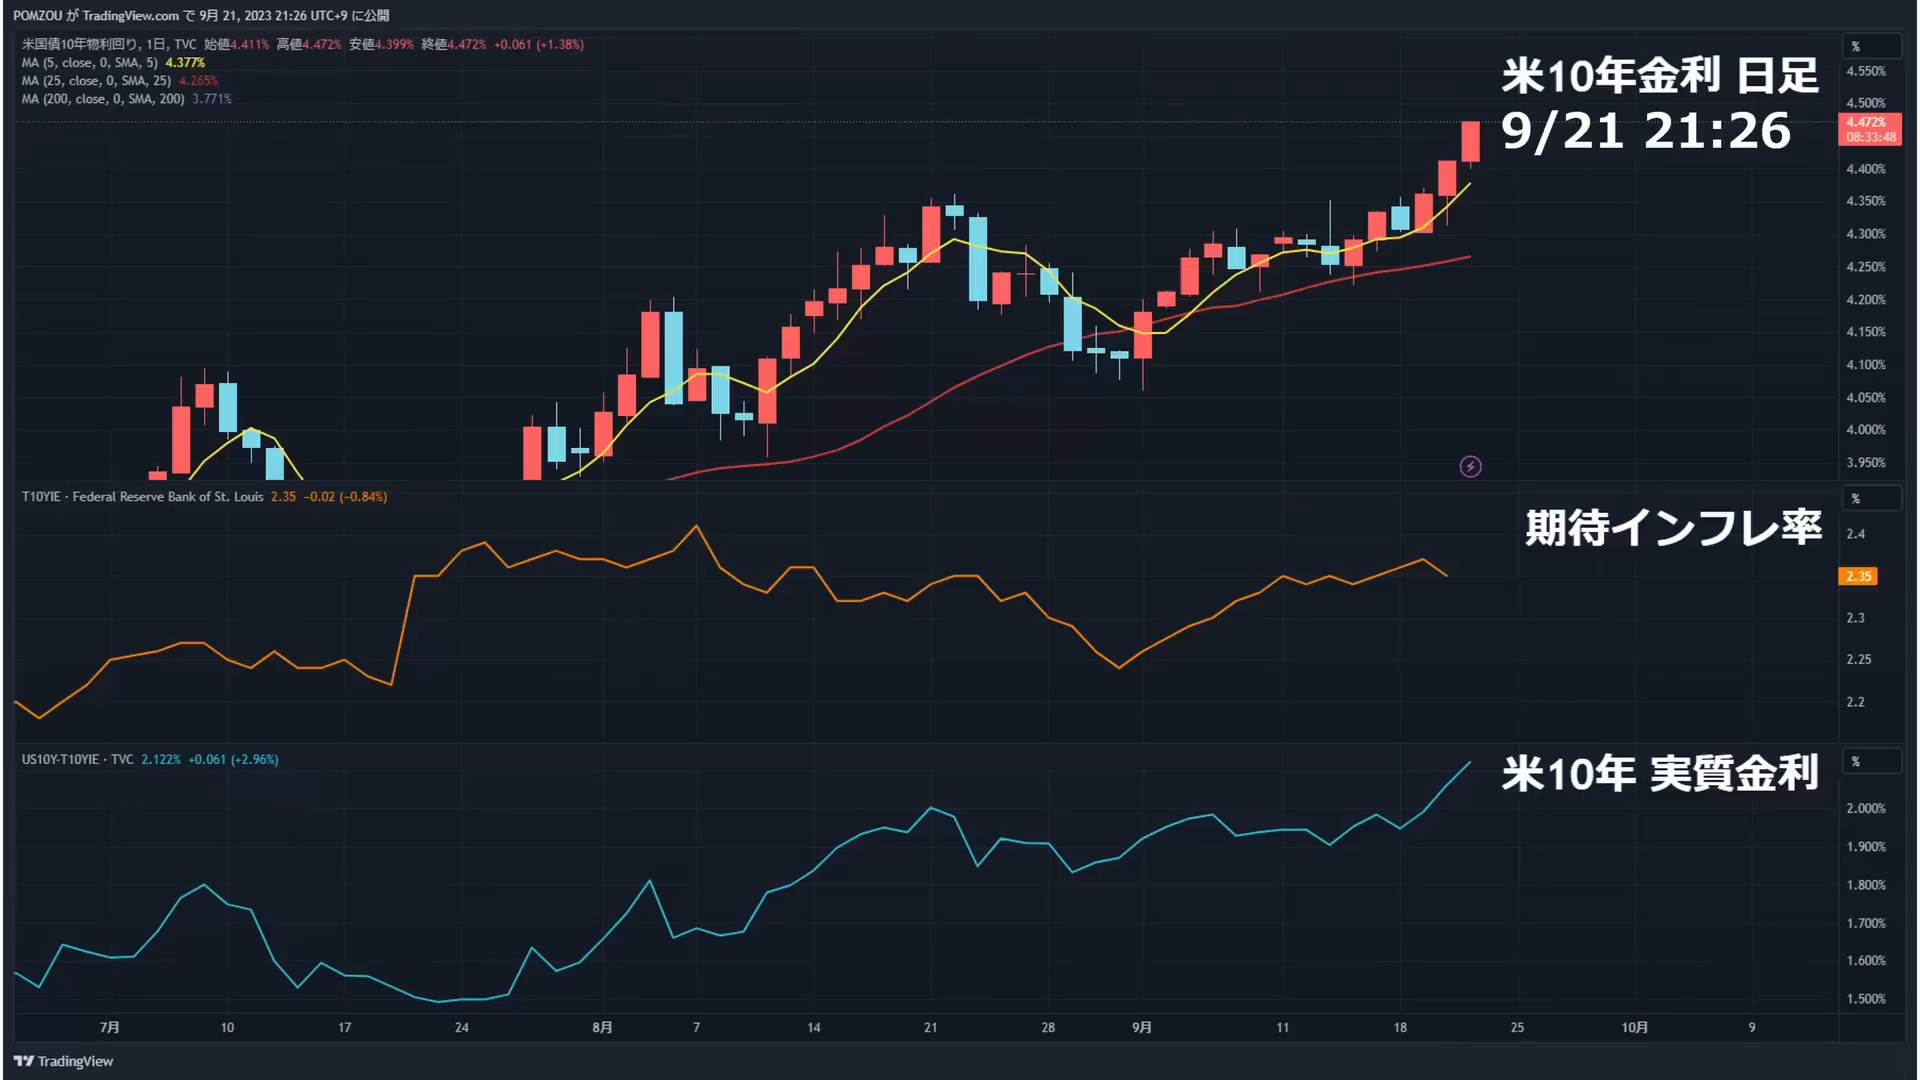 POMZOU が TradingView.com で 9月 21, 2023 21:26 UTC+9 に公開
米国債10年物利回り, 1日, TVC 始値4.411% 高値4.472% 安値4.399% 終値4.472% +0.061 (+1.38%)
MA (5, close, 0, SMA, 5) 4.377%
MA (25, close, 0, SMA, 25) 4.265%
MA (200, close, 0, SMA, 200) 3.771%
米10年金利 日足
9/21 21:26
%
4.550%
4.500%
4.472%
08:33:48
4.400%
4.350%
4.300%
4.250%
4.200%
4.150%
4.100%
4.050%
4.000%
3.950%
T10YIE · Federal Reserve Bank of St. Louis 2.35 −0.02 (−0.84%)
期待インフレ率
%
2.4
2.35
2.3
2.25
2.2
US10Y-T10YIE · TVC 2.122% +0.061 (+2.96%)
米10年 実質金利
%
2.000%
1.900%
1.800%
1.700%
1.600%
1.500%
7月 10 17 24 8月 7 14 21 28 9月 11 18 25 10月 9
TradingView